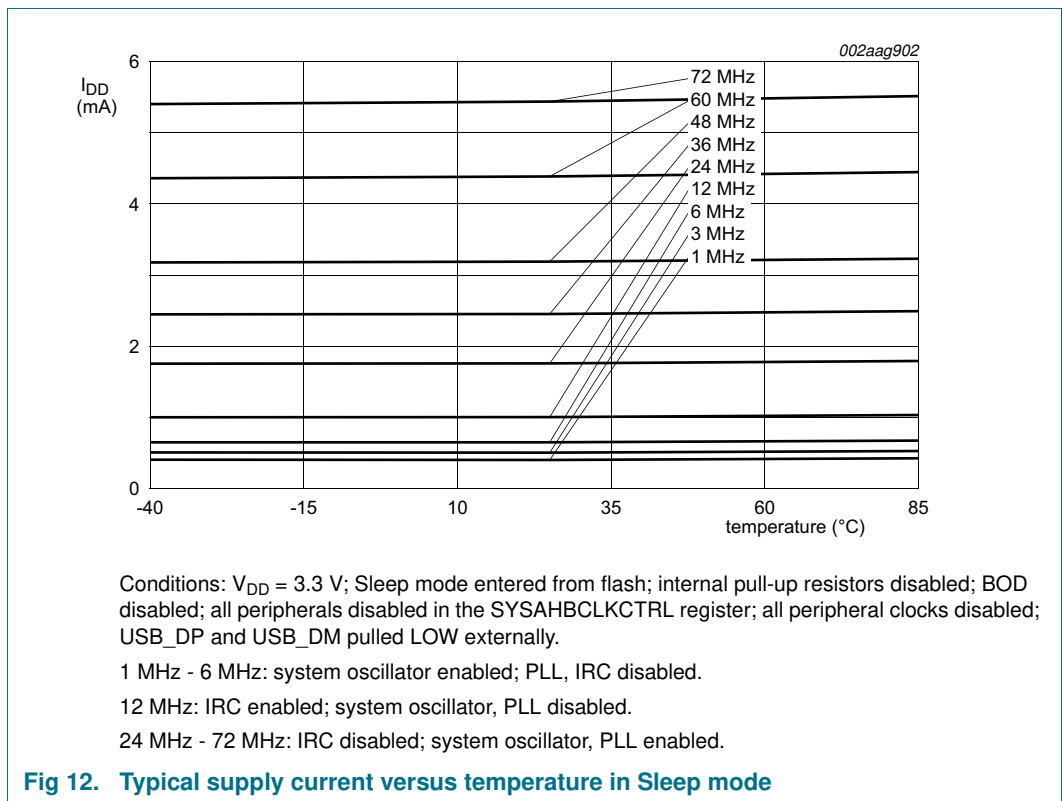 002aag902
6
I_DD
(mA)
72 MHz
60 MHz
48 MHz
36 MHz
24 MHz
12 MHz
6 MHz
3 MHz
1 MHz
4
2
0
-40
-15
10
35
60
85
temperature (°C)
Conditions: V_DD = 3.3 V; Sleep mode entered from flash; internal pull-up resistors disabled; BOD
disabled; all peripherals disabled in the SYSAHBCLKCTRL register; all peripheral clocks disabled;
USB_DP and USB_DM pulled LOW externally.
1 MHz - 6 MHz: system oscillator enabled; PLL, IRC disabled.
12 MHz: IRC enabled; system oscillator, PLL disabled.
24 MHz - 72 MHz: IRC disabled; system oscillator, PLL enabled.
Fig 12. Typical supply current versus temperature in Sleep mode